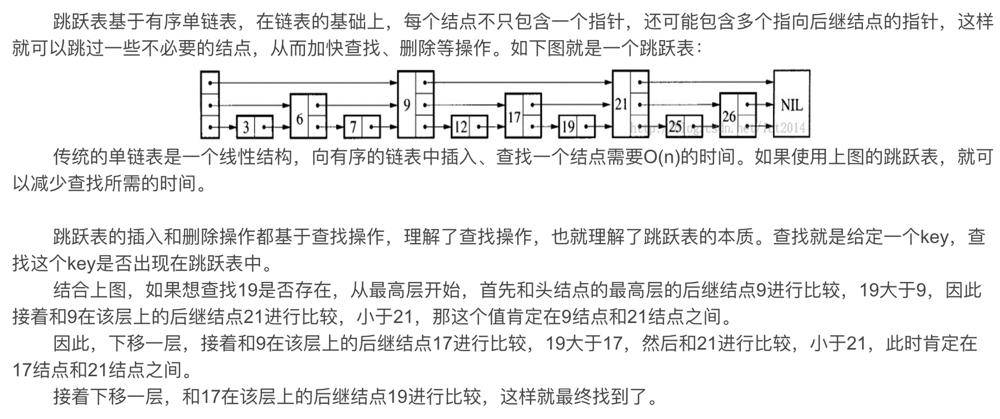 跳跃表基于有序单链表，在链表的基础上，每个结点不只包含一个指针，还可能包含多个指向后继结点的指针，这样
就可以跳过一些不必要的结点，从而加快查找、删除等操作。如下图就是一个跳跃表：
3 6 7 9 12 17 19 21 25 26 NIL
http://blog.csdn.net/ict2014
传统的单链表是一个线性结构，向有序的链表中插入、查找一个结点需要O(n)的时间。如果使用上图的跳跃表，就可
以减少查找所需的时间。
跳跃表的插入和删除操作都基于查找操作，理解了查找操作，也就理解了跳跃表的本质。查找就是给定一个key，查
找这个key是否出现在跳跃表中。
结合上图，如果想查找19是否存在，从最高层开始，首先和头结点的最高层的后继结点9进行比较，19大于9，因此
接着和9在该层上的后继结点21进行比较，小于21，那这个值肯定在9结点和21结点之间。
因此，下移一层，接着和9在该层上的后继结点17进行比较，19大于17，然后和21进行比较，小于21，此时肯定在
17结点和21结点之间。
接着下移一层，和17在该层上的后继结点19进行比较，这样就最终找到了。